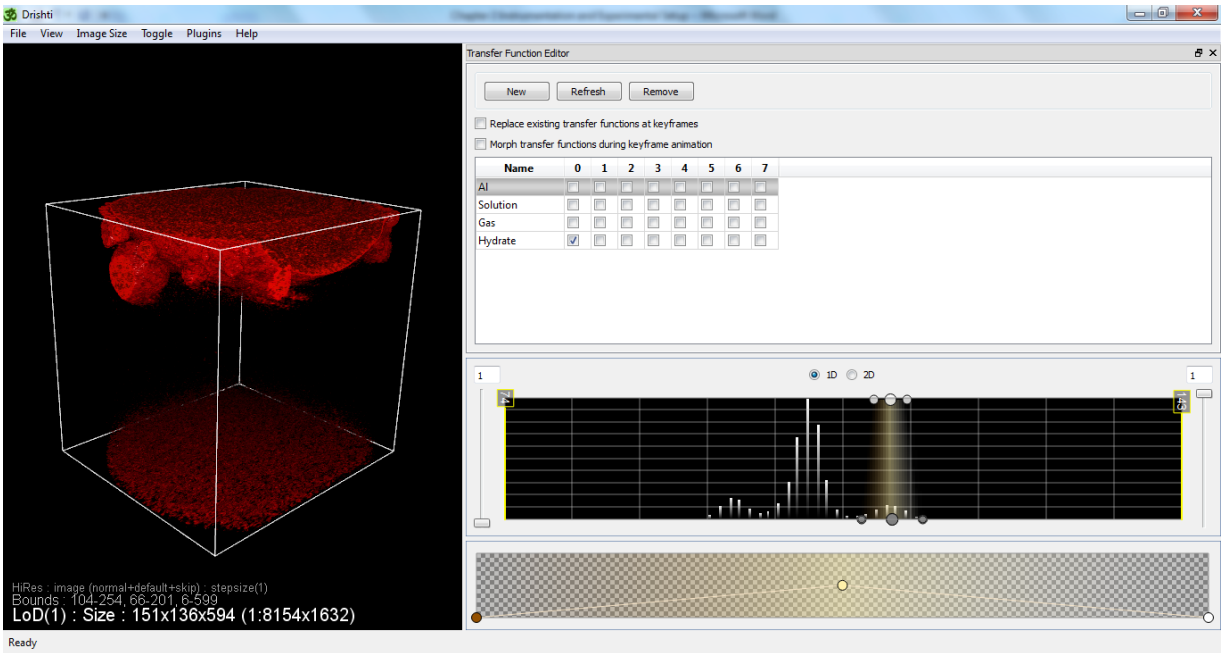 Drishti
File View Image Size Toggle Plugins Help
Transfer Function Editor
New Refresh Remove
Replace existing transfer functions at keyframes
Morph transfer functions during keyframe animation
Name 0 1 2 3 4 5 6 7
Al
Solution
Gas
Hydrate
1 1D 2D 1
74 143
HiRes : image (normal+default+skip) : stepsize(1)
Bounds : 104-254, 66-201, 6-599
LoD(1) : Size : 151x136x594 (1:8154x1632)
Ready